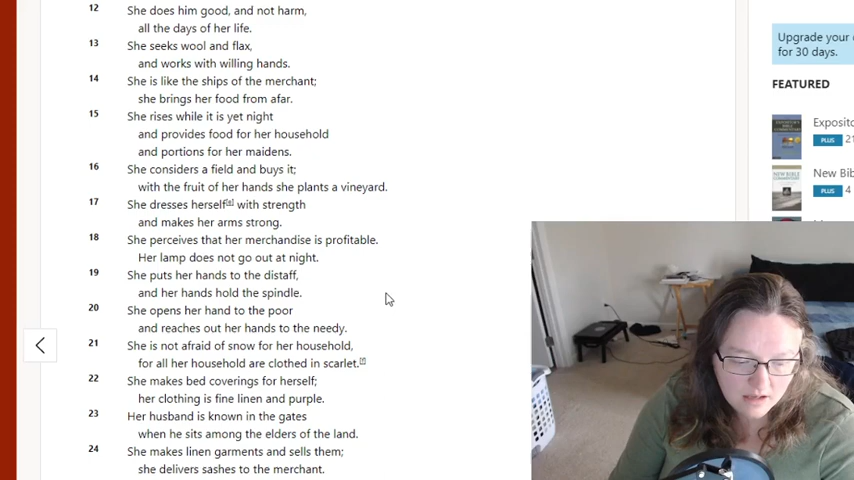 12 She does him good, and not harm,
all the days of her life.
13 She seeks wool and flax,
and works with willing hands.
14 She is like the ships of the merchant;
she brings her food from afar.
15 She rises while it is yet night
and provides food for her household
and portions for her maidens.
16 She considers a field and buys it;
with the fruit of her hands she plants a vineyard.
17 She dresses herself[e] with strength
and makes her arms strong.
18 She perceives that her merchandise is profitable.
Her lamp does not go out at night.
19 She puts her hands to the distaff,
and her hands hold the spindle.
20 She opens her hand to the poor
and reaches out her hands to the needy.
21 She is not afraid of snow for her household,
for all her household are clothed in scarlet.[f]
22 She makes bed coverings for herself;
her clothing is fine linen and purple.
23 Her husband is known in the gates
when he sits among the elders of the land.
24 She makes linen garments and sells them;
she delivers sashes to the merchant.
Upgrade your
for 30 days.
FEATURED
Exposito
PLUS 21
New Bib
PLUS 4